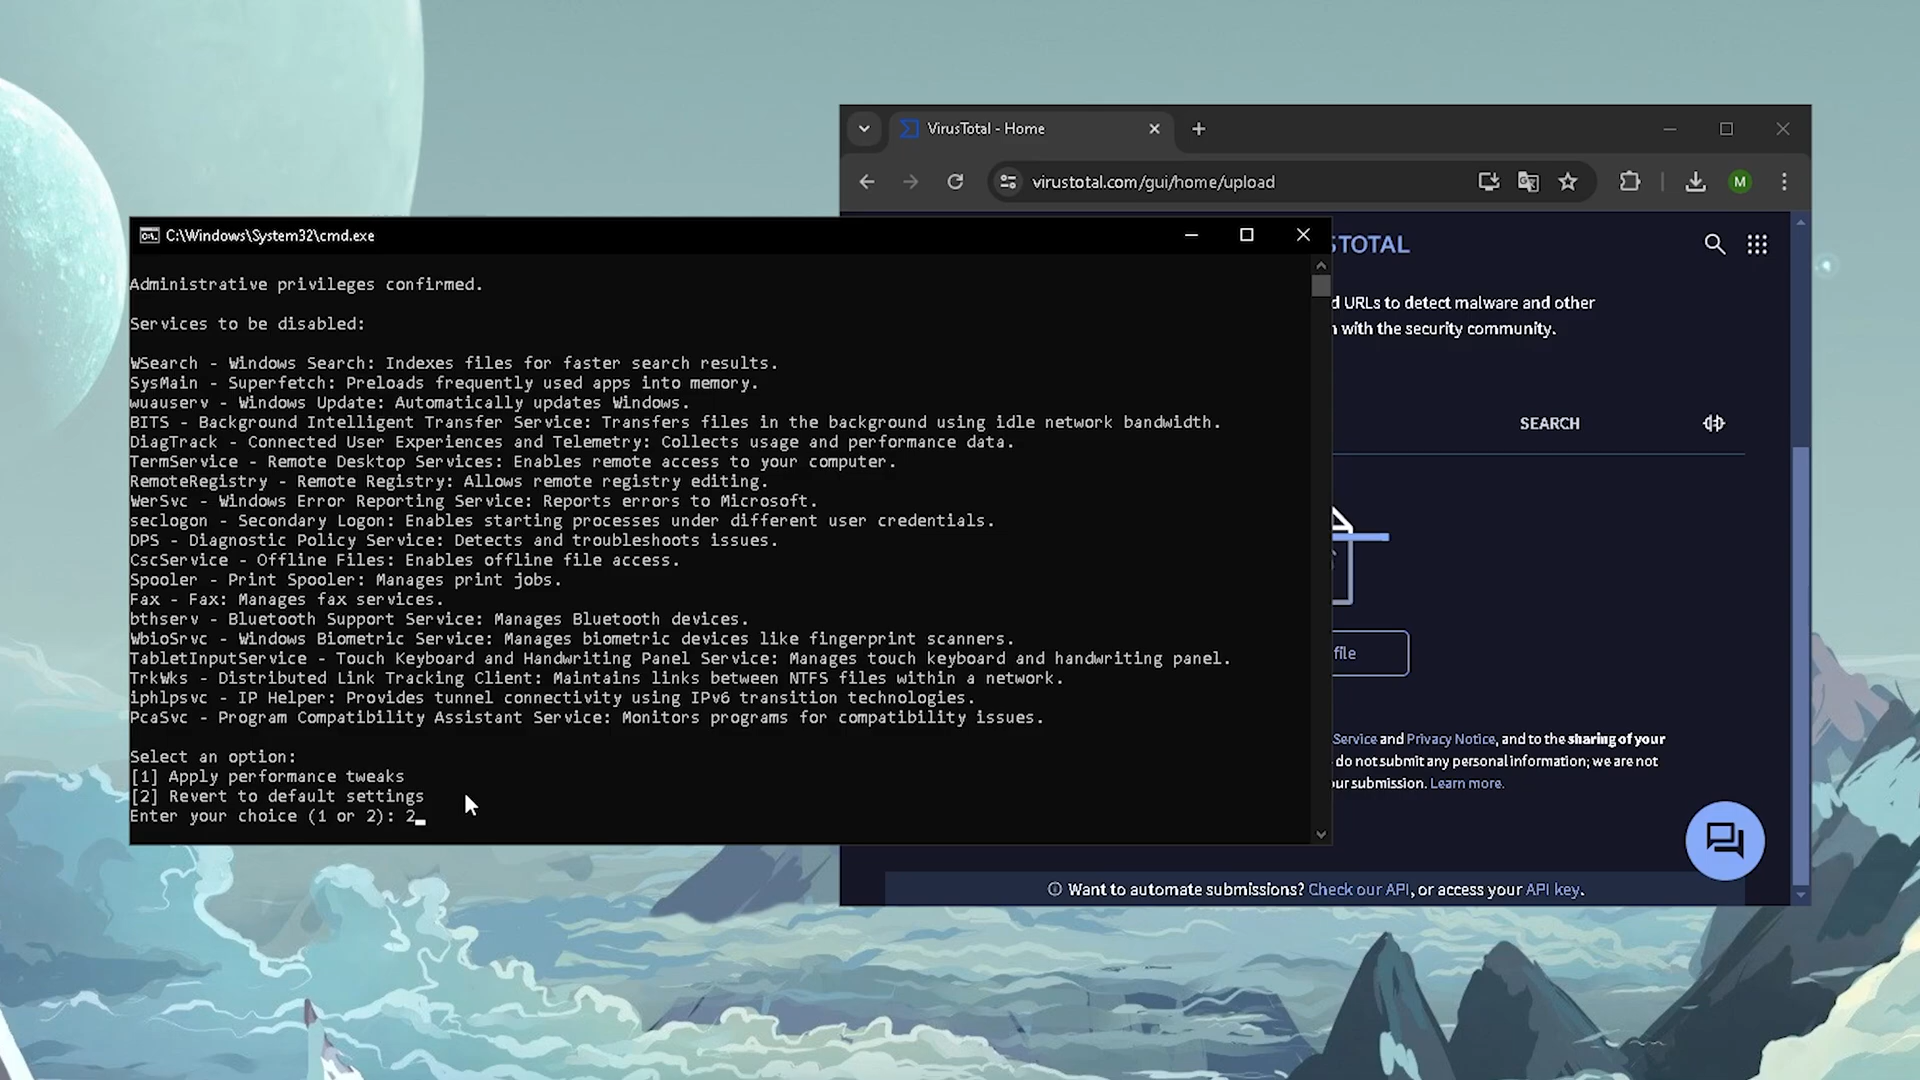 VirusTotal - Home
virustotal.com/gui/home/upload
M
C:\Windows\System32\cmd.exe
Administrative privileges confirmed.
Services to be disabled:
WSearch - Windows Search: Indexes files for faster search results.
SysMain - Superfetch: Preloads frequently used apps into memory.
wuauserv - Windows Update: Automatically updates Windows.
BITS - Background Intelligent Transfer Service: Transfers files in the background using idle network bandwidth.
DiagTrack - Connected User Experiences and Telemetry: Collects usage and performance data.
TermService - Remote Desktop Services: Enables remote access to your computer.
RemoteRegistry - Remote Registry: Allows remote registry editing.
WerSvc - Windows Error Reporting Service: Reports errors to Microsoft.
seclogon - Secondary Logon: Enables starting processes under different user credentials.
DPS - Diagnostic Policy Service: Detects and troubleshoots issues.
CscService - Offline Files: Enables offline file access.
Spooler - Print Spooler: Manages print jobs.
Fax - Fax: Manages fax services.
bthserv - Bluetooth Support Service: Manages Bluetooth devices.
WbioSrvc - Windows Biometric Service: Manages biometric devices like fingerprint scanners.
TabletInputService - Touch Keyboard and Handwriting Panel Service: Manages touch keyboard and handwriting panel.
TrkWks - Distributed Link Tracking Client: Maintains links between NTFS files within a network.
iphlpsvc - IP Helper: Provides tunnel connectivity using IPv6 transition technologies.
PcaSvc - Program Compatibility Assistant Service: Monitors programs for compatibility issues.
Select an option:
[1] Apply performance tweaks
[2] Revert to default settings
Enter your choice (1 or 2): 2
STOTAL
d URLs to detect malware and other
n with the security community.
SEARCH
file
Service and Privacy Notice, and to the sharing of your
do not submit any personal information; we are not
ur submission. Learn more.
Want to automate submissions? Check our API, or access your API key.